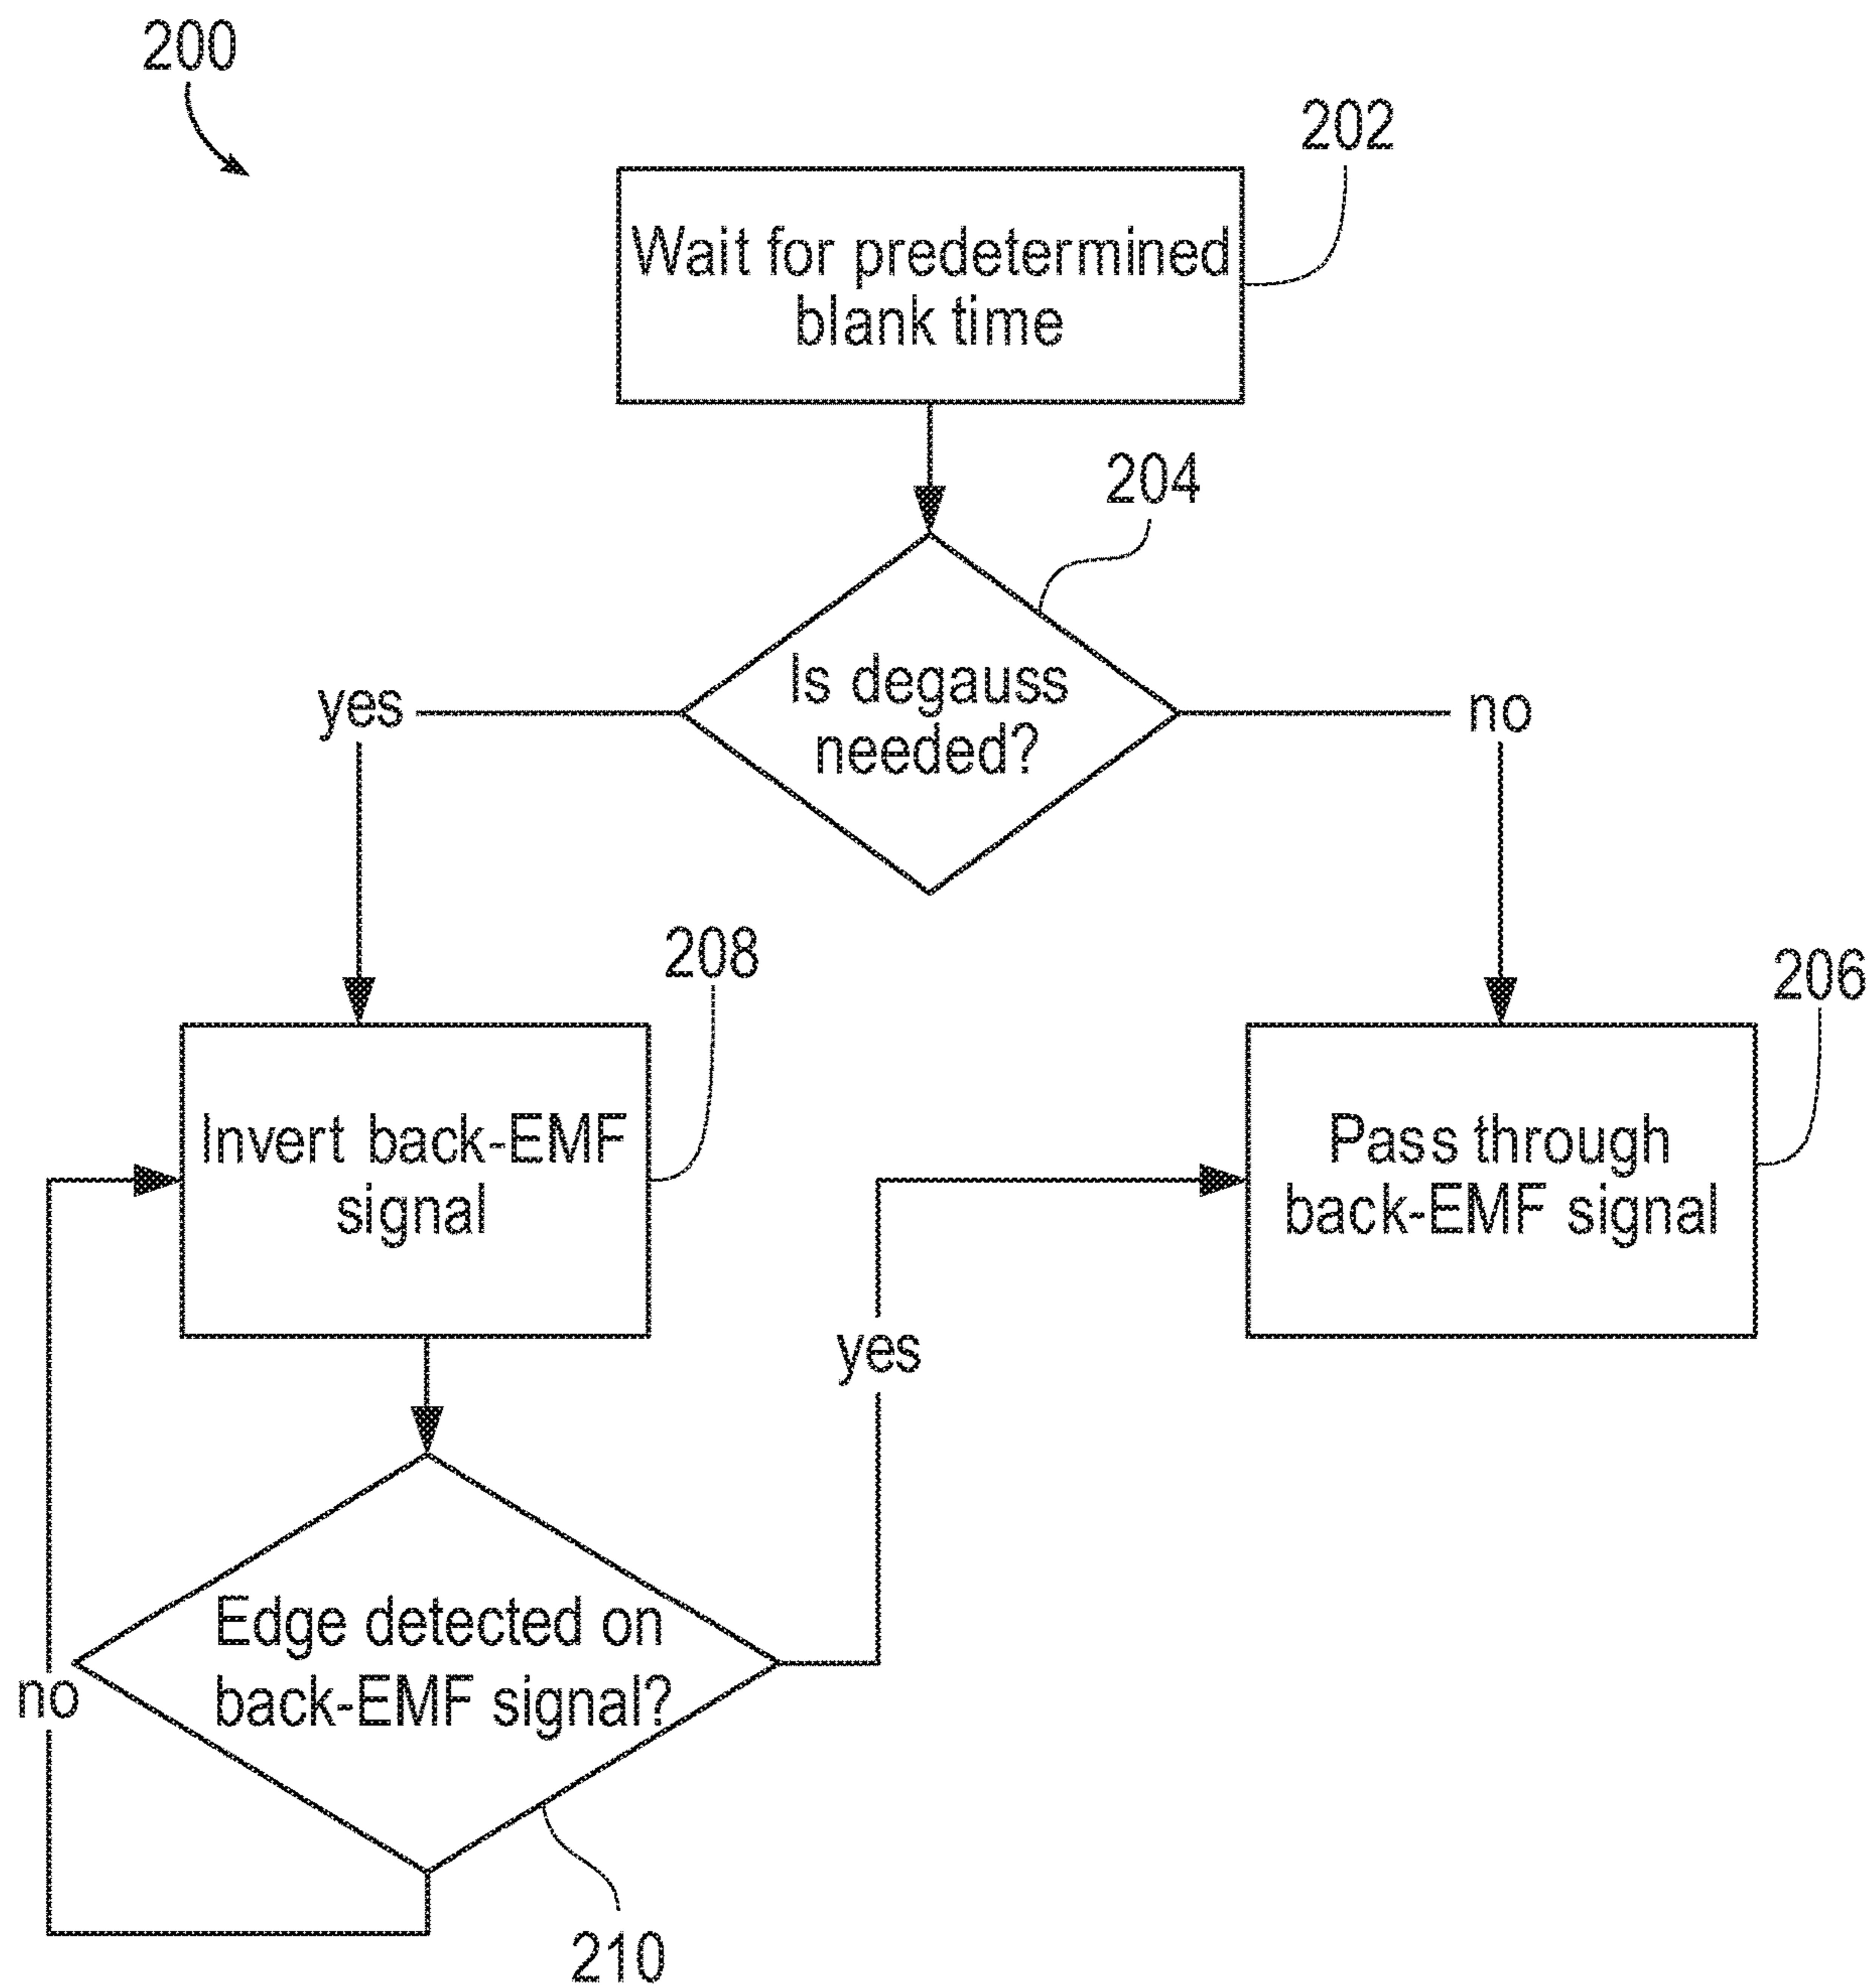 200
202
Wait for predetermined
blank time
204
Is degauss
needed?
yes
no
208
206
Invert back-EMF
signal
Pass through
back-EMF signal
yes
Edge detected on
back-EMF signal?
no
210